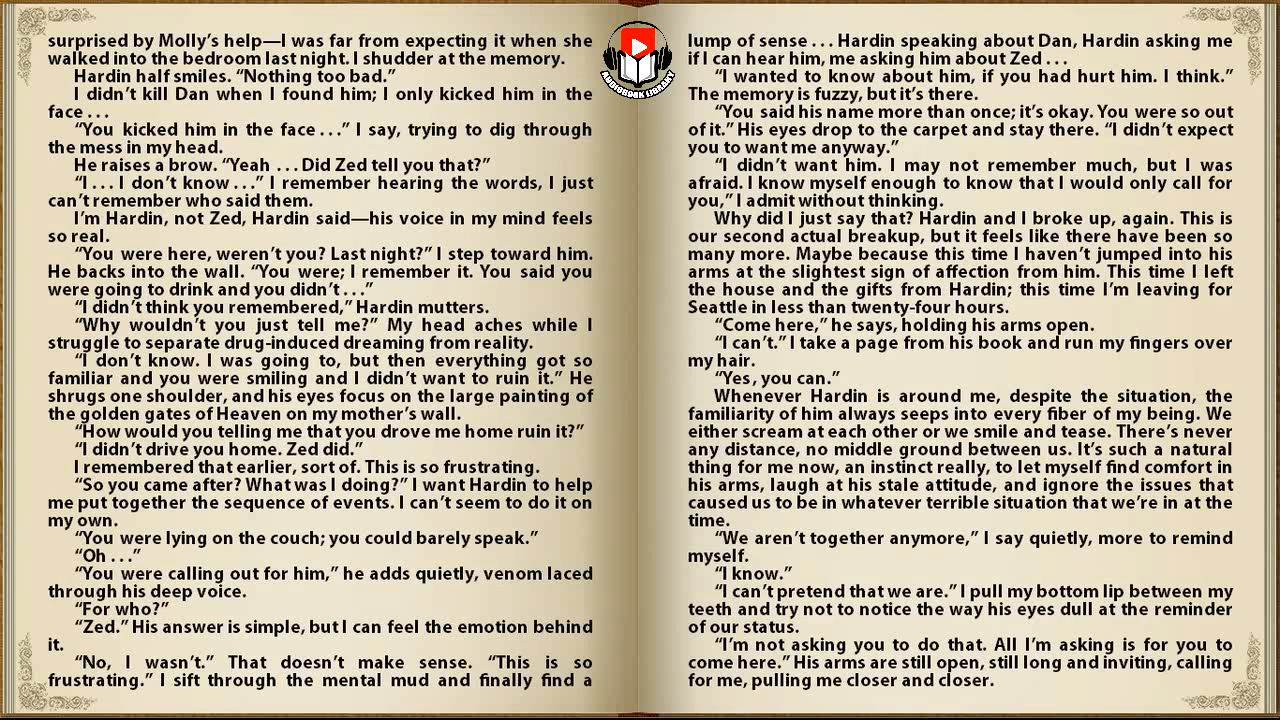 surprised by Molly’s help—I was far from expecting it when she
walked into the bedroom last night. I shudder at the memory.
Hardin half smiles. “Nothing too bad.”
I didn’t kill Dan when I found him; I only kicked him in the
face . . .
“You kicked him in the face . . .” I say, trying to dig through
the mess in my head.
He raises a brow. “Yeah . . . Did Zed tell you that?”
“I . . . I don’t know . . .” I remember hearing the words, I just
can’t remember who said them.
I’m Hardin, not Zed, Hardin said—his voice in my mind feels
so real.
“You were here, weren’t you? Last night?” I step toward him.
He backs into the wall. “You were; I remember it. You said you
were going to drink and you didn’t . . .”
“I didn’t think you remembered,” Hardin mutters.
“Why wouldn’t you just tell me?” My head aches while I
struggle to separate drug-induced dreaming from reality.
“I don’t know. I was going to, but then everything got so
familiar and you were smiling and I didn’t want to ruin it.” He
shrugs one shoulder, and his eyes focus on the large painting of
the golden gates of Heaven on my mother’s wall.
“How would you telling me that you drove me home ruin it?”
“I didn’t drive you home. Zed did.”
I remembered that earlier, sort of. This is so frustrating.
“So you came after? What was I doing?” I want Hardin to help
me put together the sequence of events. I can’t seem to do it on
my own.
“You were lying on the couch; you could barely speak.”
“Oh . . .”
“You were calling out for him,” he adds quietly, venom laced
through his deep voice.
“For who?”
“Zed.” His answer is simple, but I can feel the emotion behind
it.
“No, I wasn’t.” That doesn’t make sense. “This is so
frustrating.” I sift through the mental mud and finally find a
AUDIOBOOK LIBRARY
lump of sense . . . Hardin speaking about Dan, Hardin asking me
if I can hear him, me asking him about Zed . . .
“I wanted to know about him, if you had hurt him. I think.”
The memory is fuzzy, but it’s there.
“You said his name more than once; it’s okay. You were so out
of it.” His eyes drop to the carpet and stay there. “I didn’t expect
you to want me anyway.”
“I didn’t want him. I may not remember much, but I was
afraid. I know myself enough to know that I would only call for
you,” I admit without thinking.
Why did I just say that? Hardin and I broke up, again. This is
our second actual breakup, but it feels like there have been so
many more. Maybe because this time I haven’t jumped into his
arms at the slightest sign of affection from him. This time I left
the house and the gifts from Hardin; this time I’m leaving for
Seattle in less than twenty-four hours.
“Come here,” he says, holding his arms open.
“I can’t.” I take a page from his book and run my fingers over
my hair.
“Yes, you can.”
Whenever Hardin is around me, despite the situation, the
familiarity of him always seeps into every fiber of my being. We
either scream at each other or we smile and tease. There’s never
any distance, no middle ground between us. It’s such a natural
thing for me now, an instinct really, to let myself find comfort in
his arms, laugh at his stale attitude, and ignore the issues that
caused us to be in whatever terrible situation that we’re in at the
time.
“We aren’t together anymore,” I say quietly, more to remind
myself.
“I know.”
“I can’t pretend that we are.” I pull my bottom lip between my
teeth and try not to notice the way his eyes dull at the reminder
of our status.
“I’m not asking you to do that. All I’m asking is for you to
come here.” His arms are still open, still long and inviting, calling
for me, pulling me closer and closer.